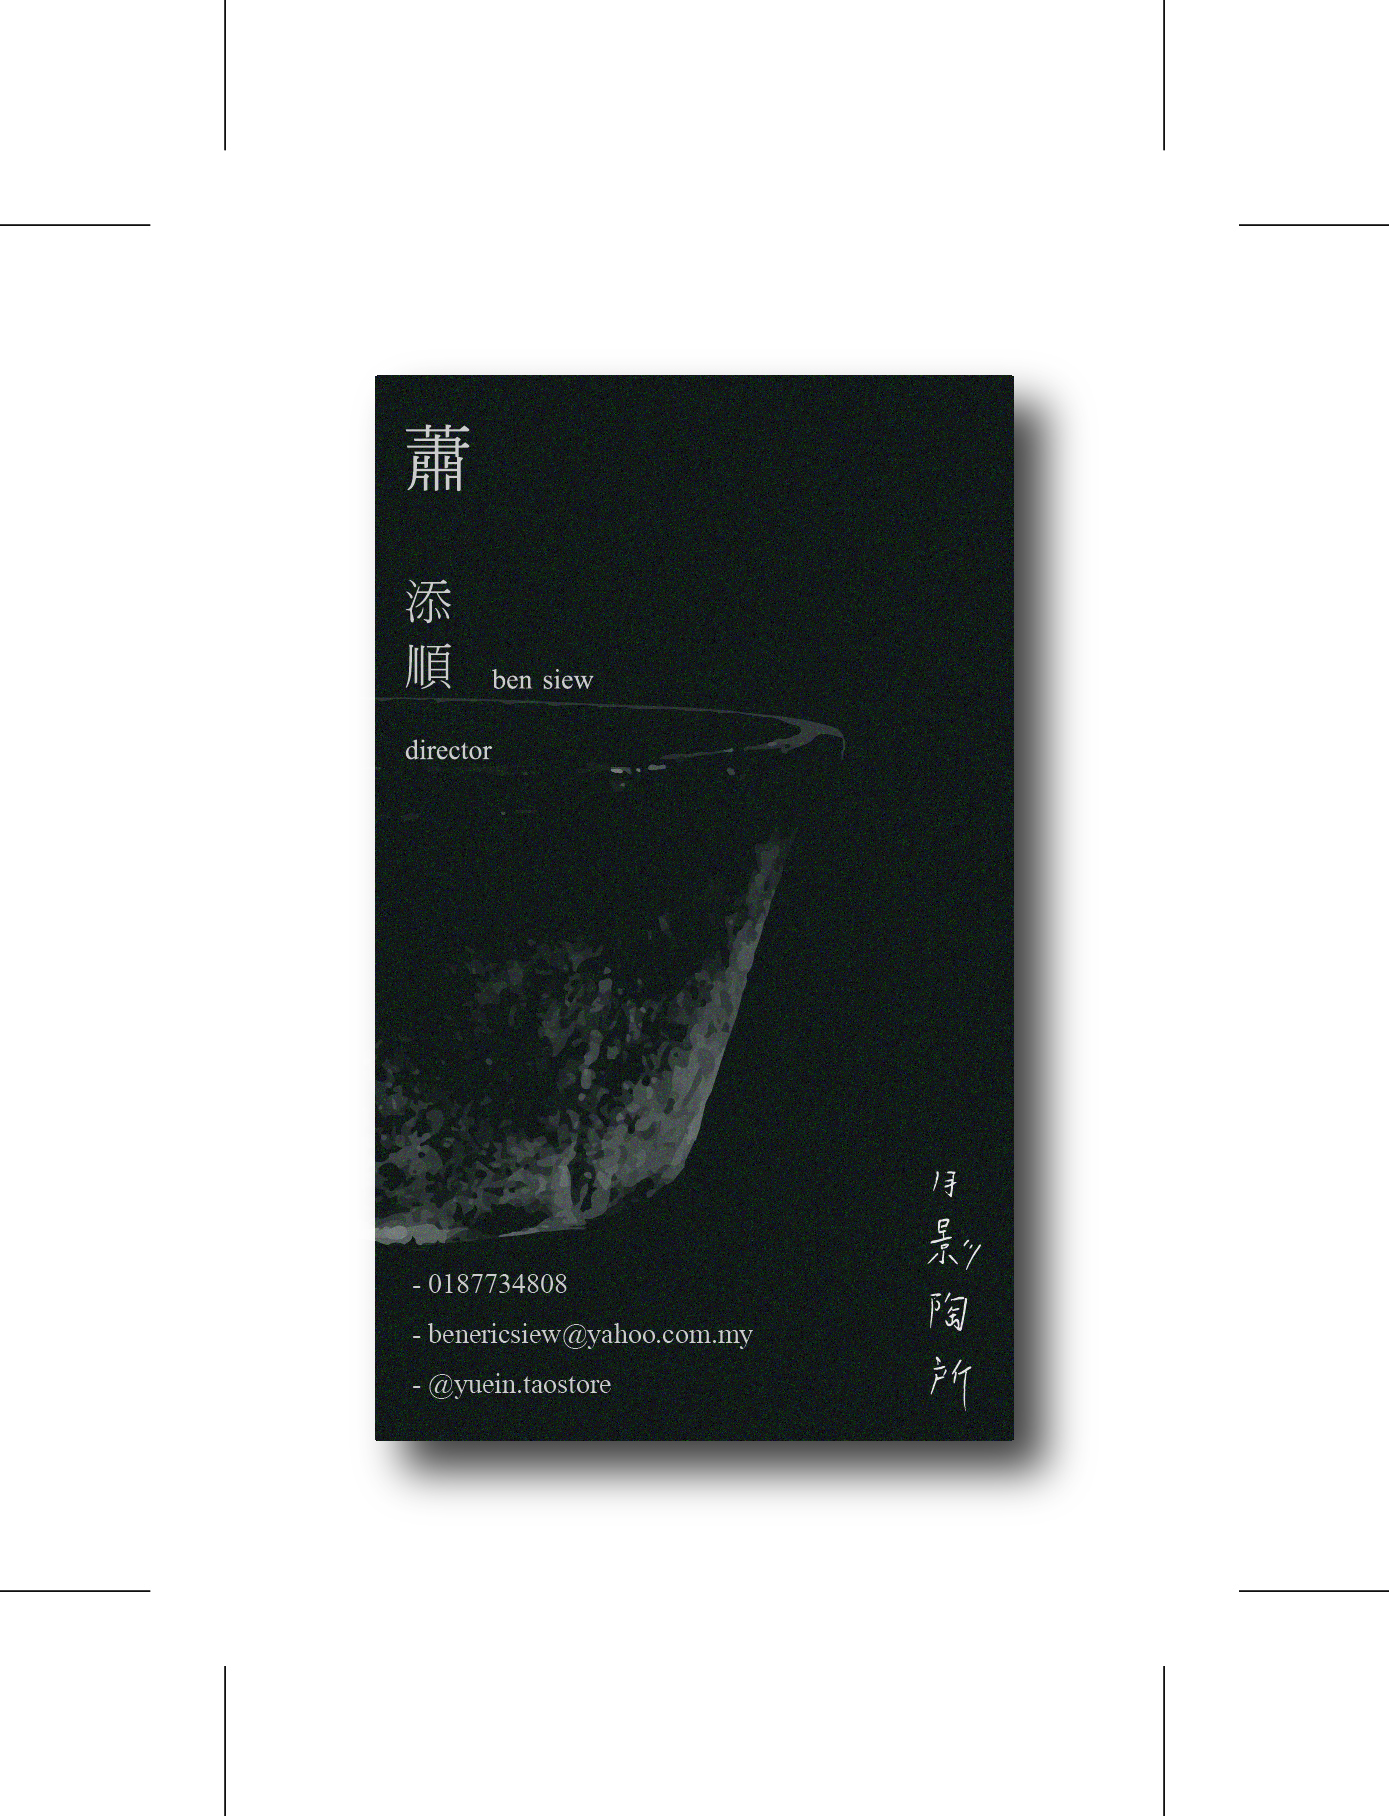 蕭
添順
ben siew
director
- 0187734808
- benericsiew@yahoo.com.my
- @yuein.taostore
月影陶所